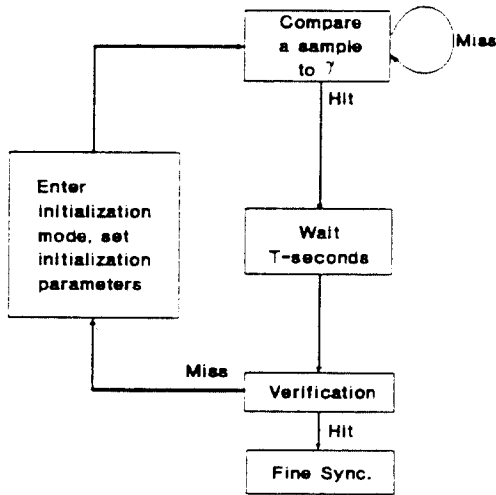 Compare
a sample
to γ
Miss
Hit
Enter
initialization
mode, set
initialization
parameters
Wait
T-seconds
Miss
Verification
Hit
Fine Sync.